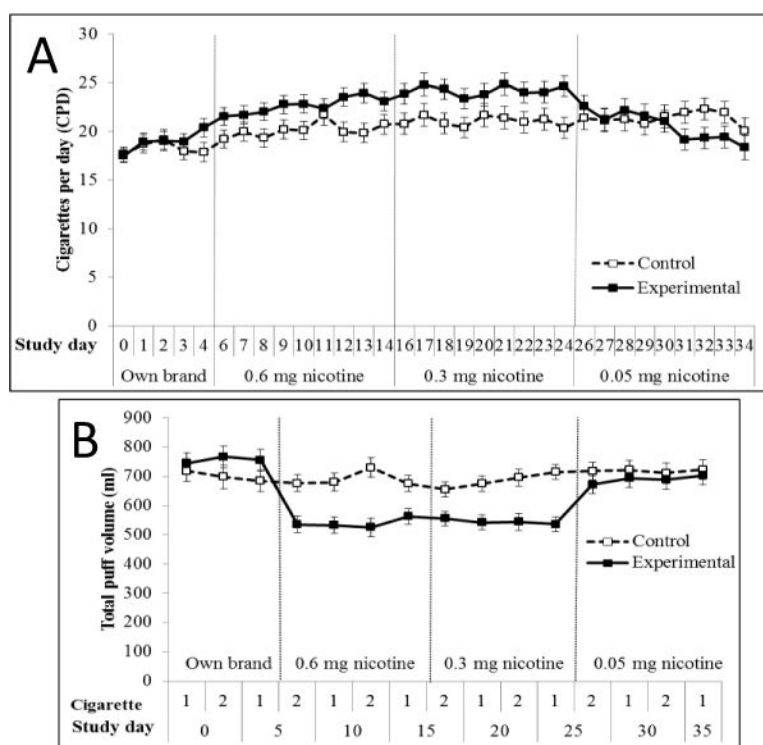 A
Cigarettes per day (CPD)
30
25
20
15
10
5
0
Control
Experimental
Study day
0 1 2 3 4 6 7 8 9 10 11 12 13 14 16 17 18 19 20 21 22 23 24 26 27 28 29 30 31 32 33 34
Own brand 0.6 mg nicotine 0.3 mg nicotine 0.05 mg nicotine
B
Total puff volume (ml)
900
800
700
600
500
400
300
200
100
0
Control
Experimental
Own brand 0.6 mg nicotine 0.3 mg nicotine 0.05 mg nicotine
Cigarette 1 2 1 2 1 2 1 2 1 2 1 2 1 2 1
Study day 0 5 10 15 20 25 30 35